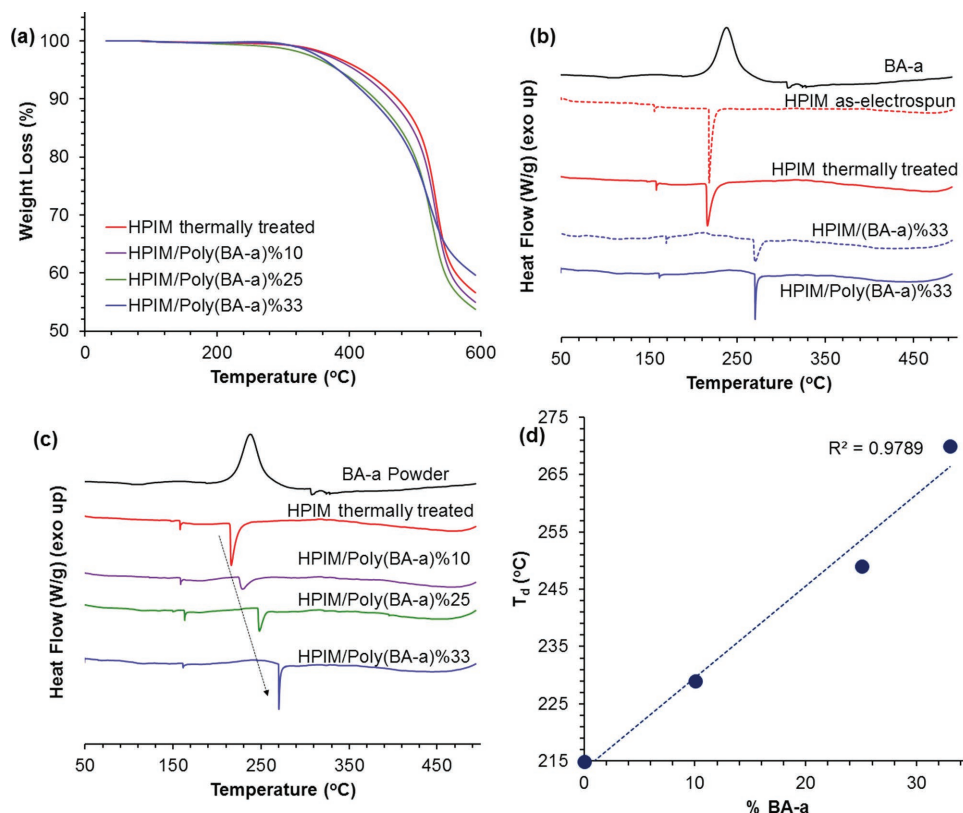 (a)
100
90
80
70
60
50
Weight Loss (%)
HPIM thermally treated
HPIM/Poly(BA-a)%10
HPIM/Poly(BA-a)%25
HPIM/Poly(BA-a)%33
0
200
400
600
Temperature (°C)
(b)
Heat Flow (W/g) (exo up)
BA-a
HPIM as-electrospun
HPIM thermally treated
HPIM/(BA-a)%33
HPIM/Poly(BA-a)%33
50
150
250
350
450
Temperature (°C)
(c)
Heat Flow (W/g) (exo up)
BA-a Powder
HPIM thermally treated
HPIM/Poly(BA-a)%10
HPIM/Poly(BA-a)%25
HPIM/Poly(BA-a)%33
50
150
250
350
450
Temperature (°C)
(d)
R² = 0.9789
275
265
255
245
235
225
215
Td (°C)
0
10
20
30
% BA-a